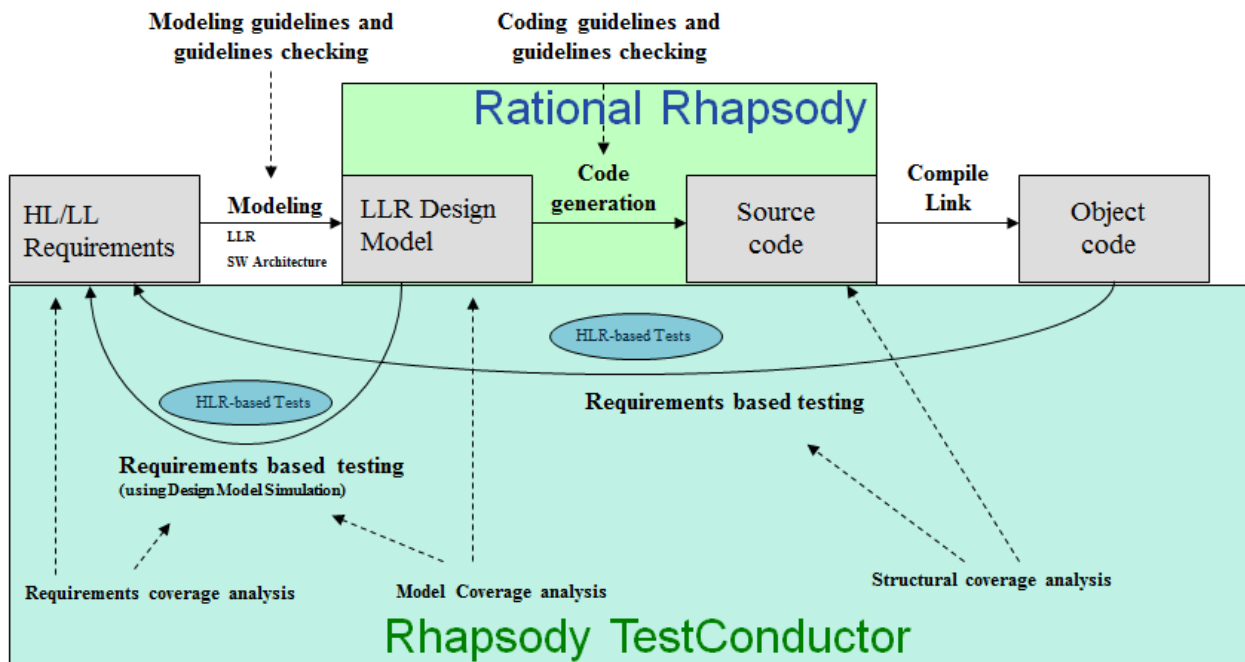 Modeling guidelines and
guidelines checking
Coding guidelines and
guidelines checking
Rational Rhapsody
HL/LL
Requirements
Modeling
LLR
SW Architecture
LLR Design
Model
Code
generation
Source
code
Compile
Link
Object
code
HLR-based Tests
HLR-based Tests
Requirements based testing
Requirements based testing
(using Design Model Simulation)
Requirements coverage analysis
Model Coverage analysis
Structural coverage analysis
Rhapsody TestConductor